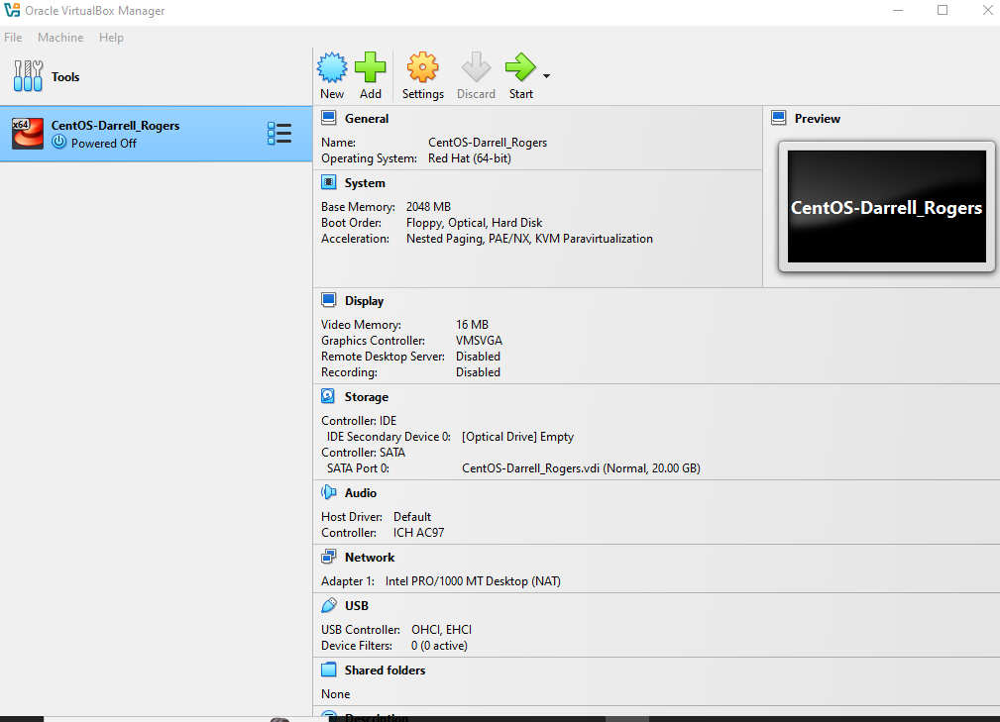 Oracle VirtualBox Manager
File Machine Help
Tools
New Add Settings Discard Start
x64
CentOS-Darrell_Rogers
Powered Off
General
Name: CentOS-Darrell_Rogers
Operating System: Red Hat (64-bit)
System
Base Memory: 2048 MB
Boot Order: Floppy, Optical, Hard Disk
Acceleration: Nested Paging, PAE/NX, KVM Paravirtualization
Preview
CentOS-Darrell_Rogers
Display
Video Memory: 16 MB
Graphics Controller: VMSVGA
Remote Desktop Server: Disabled
Recording: Disabled
Storage
Controller: IDE
IDE Secondary Device 0: [Optical Drive] Empty
Controller: SATA
SATA Port 0: CentOS-Darrell_Rogers.vdi (Normal, 20.00 GB)
Audio
Host Driver: Default
Controller: ICH AC97
Network
Adapter 1: Intel PRO/1000 MT Desktop (NAT)
USB
USB Controller: OHCI, EHCI
Device Filters: 0 (0 active)
Shared folders
None
Description